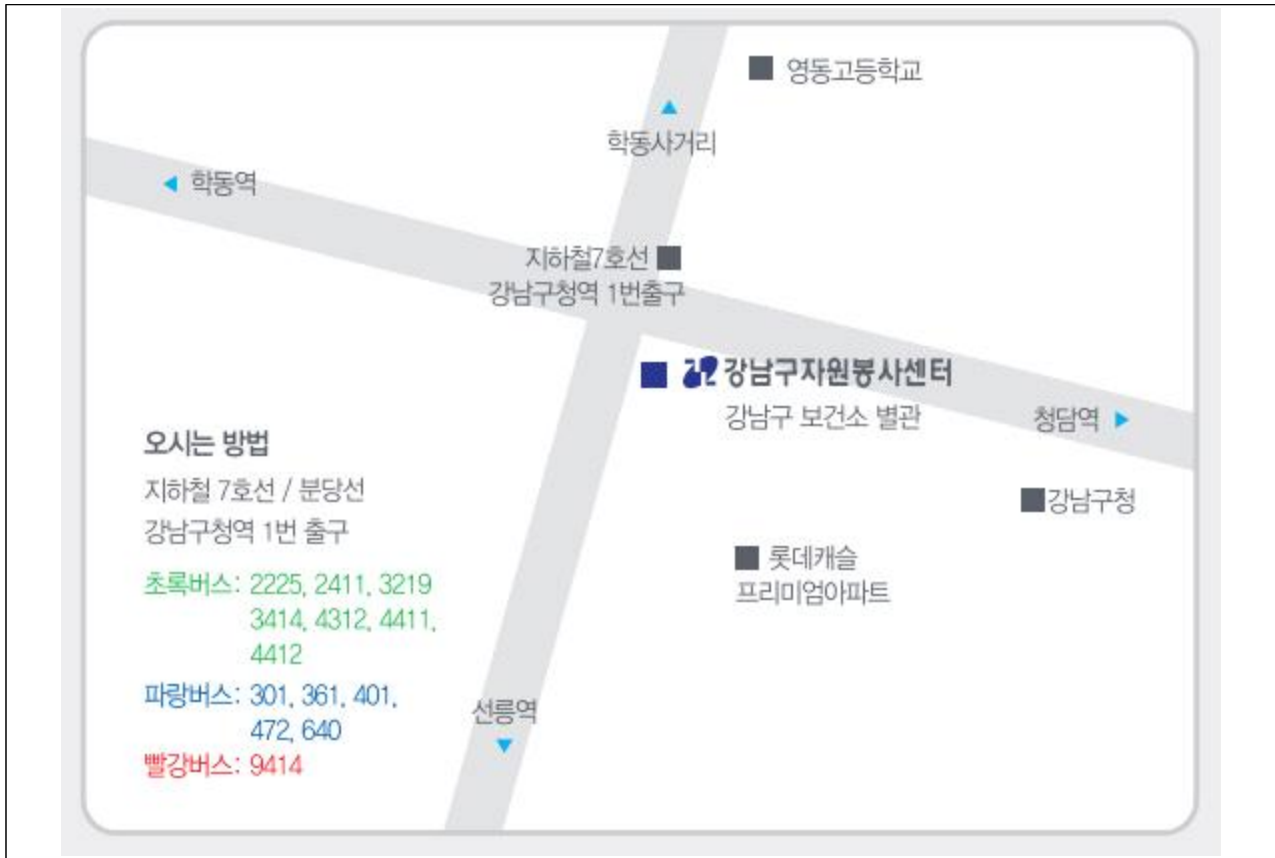 영동고등학교
학동사거리
학동역
지하철7호선
강남구청역 1번출구
강남구자원봉사센터
강남구 보건소 별관
청담역
강남구청
롯데캐슬
프리미엄아파트
오시는 방법
지하철 7호선 / 분당선
강남구청역 1번 출구
초록버스: 2225, 2411, 3219
3414, 4312, 4411,
4412
파랑버스: 301, 361, 401,
472, 640
빨강버스: 9414
선릉역